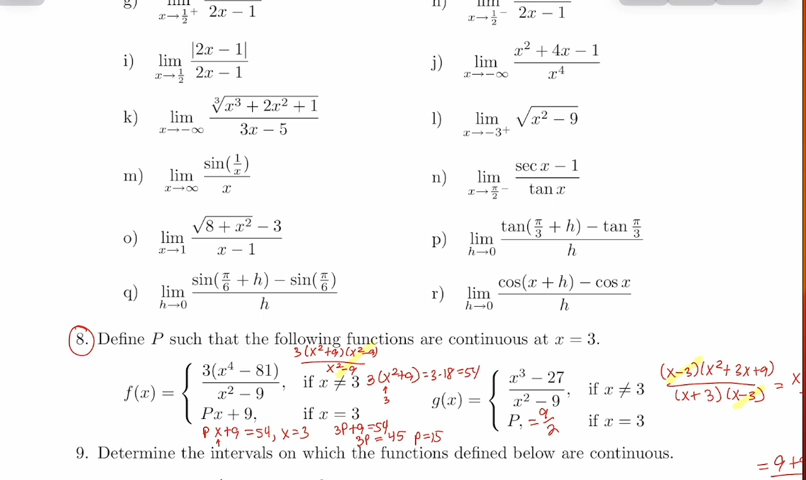 g) lim x→½⁺ 2x − 1
h) lim x→½⁻ 2x − 1
i) lim x→½ |2x − 1| / (2x − 1)
j) lim x→−∞ (x² + 4x − 1) / x⁴
k) lim x→−∞ ∛(x³ + 2x² + 1) / (3x − 5)
l) lim x→−3⁺ √(x² − 9)
m) lim x→∞ sin(1/x) / x
n) lim x→π/2⁻ (sec x − 1) / tan x
o) lim x→1 (√(8 + x²) − 3) / (x − 1)
p) lim h→0 (tan(π/3 + h) − tan π/3) / h
q) lim h→0 (sin(π/6 + h) − sin(π/6)) / h
r) lim h→0 (cos(x + h) − cos x) / h
8. Define P such that the following functions are continuous at x = 3.
3(x²+9)(x²−9) / (x²−9)
f(x) = { 3(x⁴ − 81) / (x² − 9), if x ≠ 3
3(x²+9) = 3·18 = 54
↑
3
Px + 9, if x = 3
Px+9 = 54, x=3
3P+9 = 54
3P = 45 P=15
g(x) = { (x³ − 27) / (x² − 9), if x ≠ 3
P, = 9/2 if x = 3
(x−3)(x²+3x+9) / (x+3)(x−3) = x
9. Determine the intervals on which the functions defined below are continuous.
= 9+